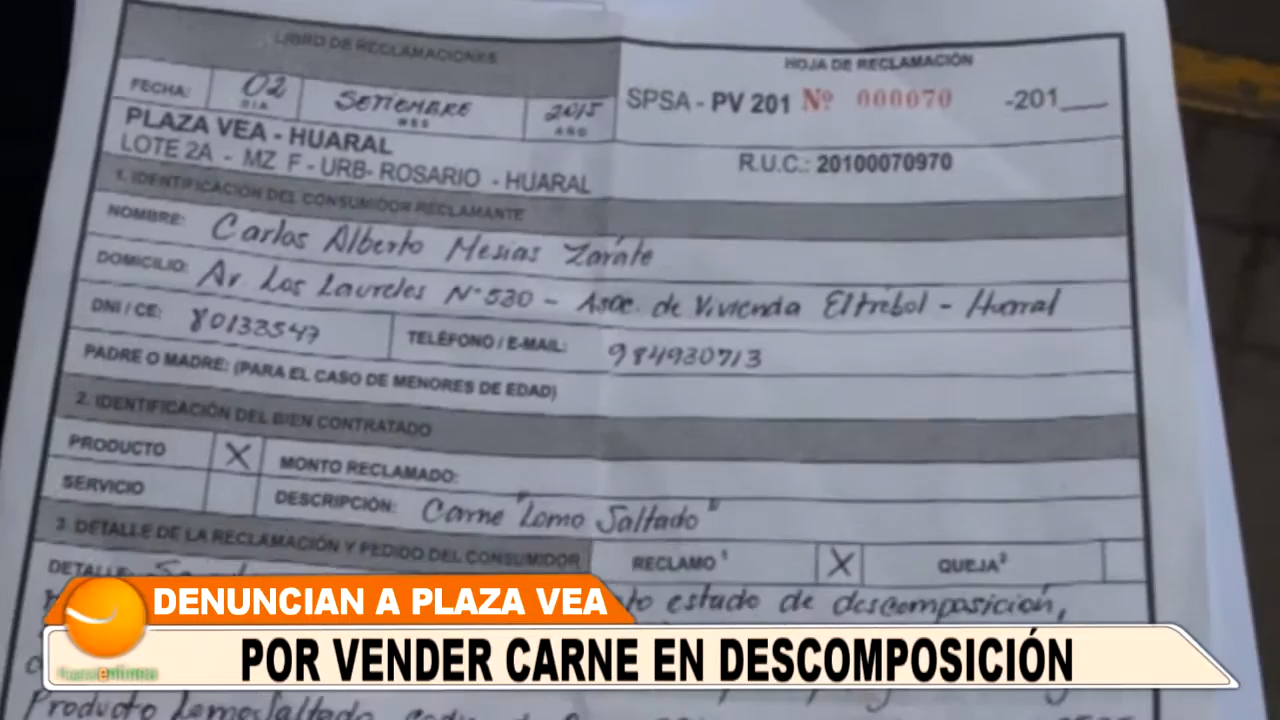 LIBRO DE RECLAMACIONES
HOJA DE RECLAMACIÓN
FECHA: 02 SETIEMBRE 2015
DIA MES AÑO
SPSA - PV 201 Nº 000070 -201___
PLAZA VEA - HUARAL
LOTE 2A - MZ F - URB- ROSARIO - HUARAL
R.U.C.: 20100070970
1. IDENTIFICACIÓN DEL CONSUMIDOR RECLAMANTE
NOMBRE: Carlos Alberto Mesias Zarate
DOMICILIO: Av Los Laureles Nº 530 - Asoc. de Vivienda El trebol - Huaral
DNI / CE: 80133547 TELÉFONO / E-MAIL: 984930713
PADRE O MADRE: (PARA EL CASO DE MENORES DE EDAD)
2. IDENTIFICACIÓN DEL BIEN CONTRATADO
PRODUCTO X MONTO RECLAMADO:
SERVICIO DESCRIPCIÓN: Carne "Lomo Saltado"
3. DETALLE DE LA RECLAMACIÓN Y PEDIDO DEL CONSUMIDOR RECLAMO¹ X QUEJA²
DETALLE:
estado de descomposición,
DENUNCIAN A PLAZA VEA
POR VENDER CARNE EN DESCOMPOSICIÓN
Producto Lomo Saltado